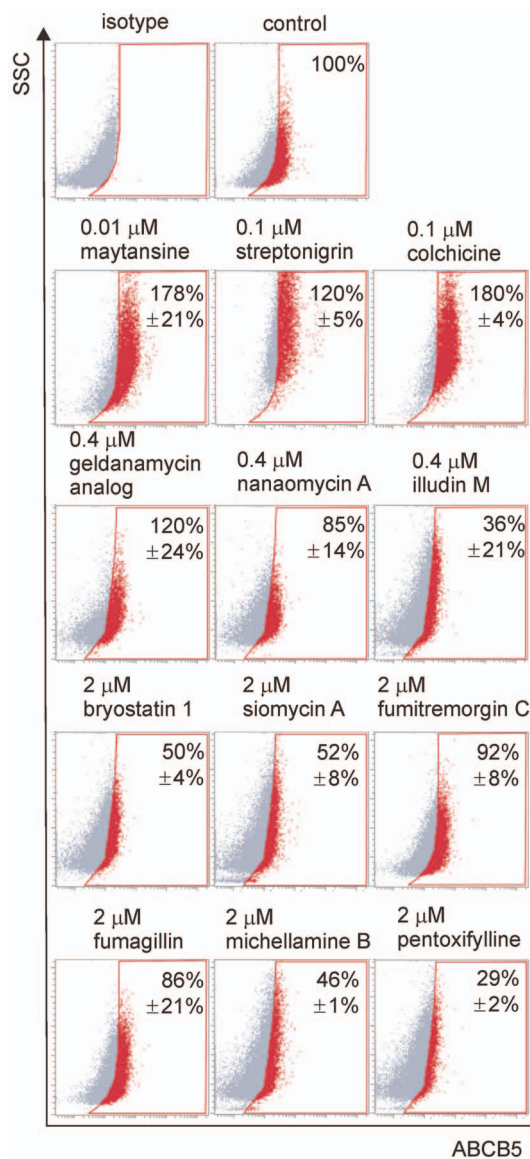 isotype
control
SSC
100%
0.01 μM
maytansine
0.1 μM
streptonigrin
0.1 μM
colchicine
178%
±21%
120%
±5%
180%
±4%
0.4 μM
geldanamycin
analog
0.4 μM
nanaomycin A
0.4 μM
illudin M
120%
±24%
85%
±14%
36%
±21%
2 μM
bryostatin 1
2 μM
siomycin A
2 μM
fumitremorgin C
50%
±4%
52%
±8%
92%
±8%
2 μM
fumagillin
2 μM
michellamine B
2 μM
pentoxifylline
86%
±21%
46%
±1%
29%
±2%
ABCB5